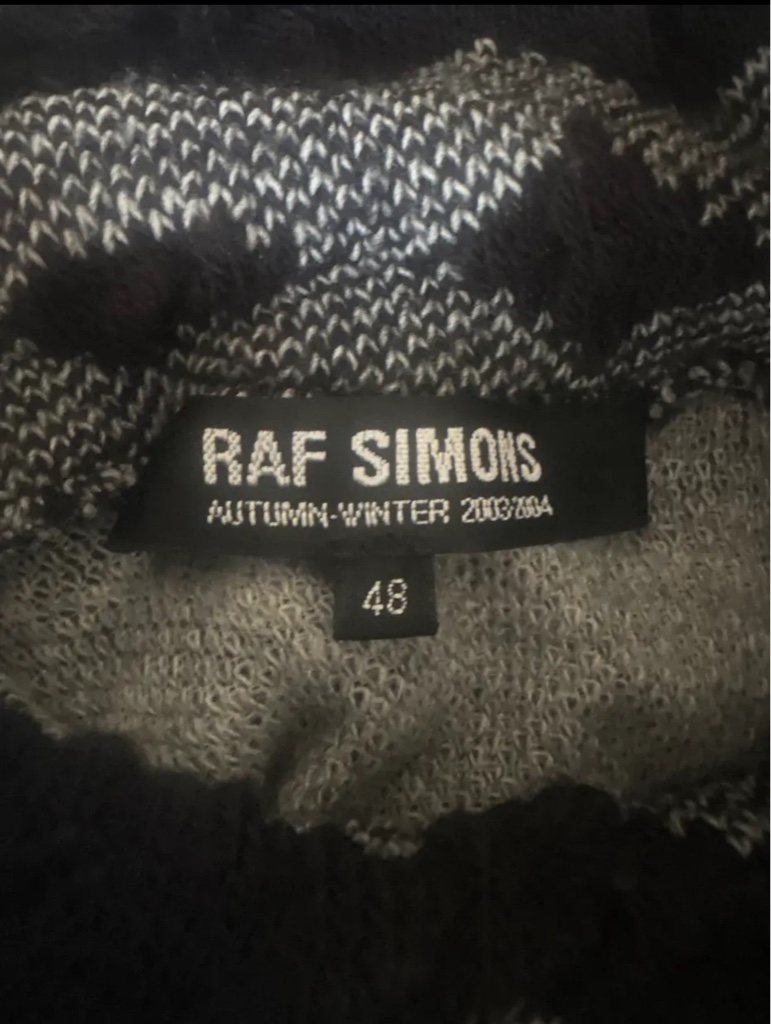 RAF SIMONS
AUTUMN-WINTER 2003/2004
48